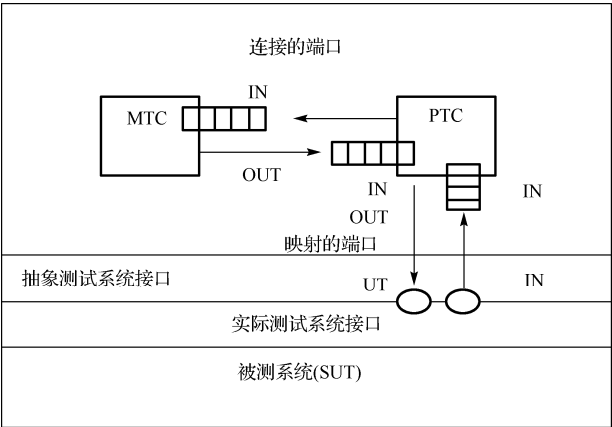 连接的端口
IN
MTC
PTC
OUT
IN
IN
OUT
映射的端口
抽象测试系统接口
UT
IN
实际测试系统接口
被测系统(SUT)